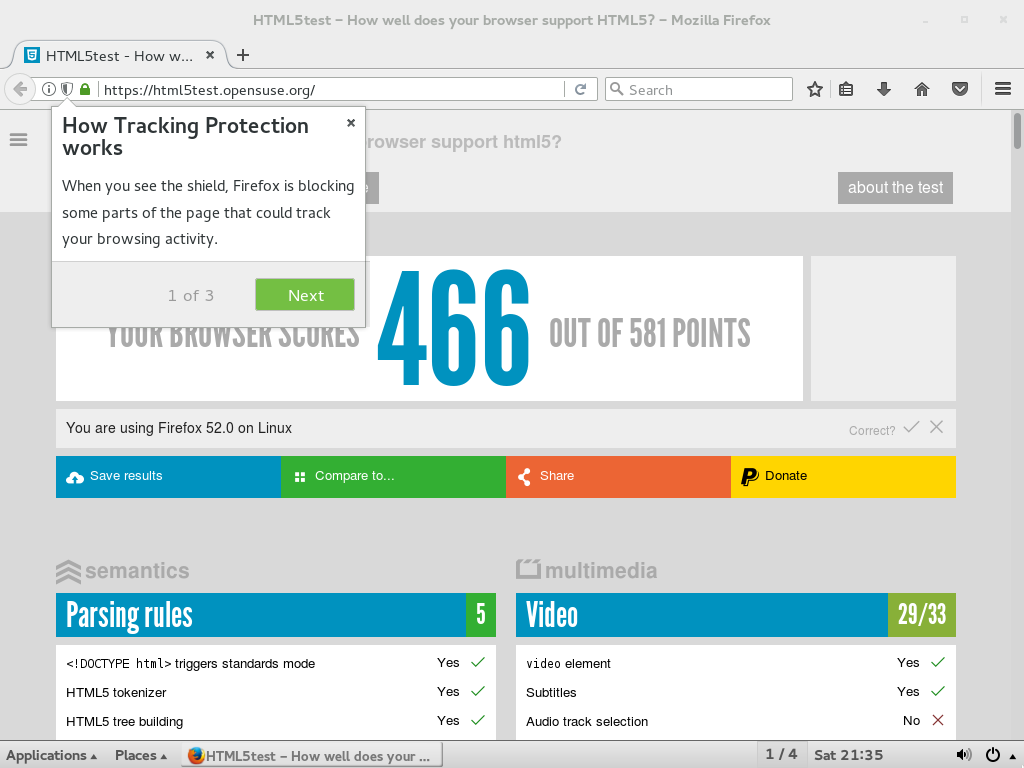 HTML5test – How well does your browser support HTML5? – Mozilla Firefox
HTML5test - How w...
https://html5test.opensuse.org/
Search
How Tracking Protection
works
When you see the shield, Firefox is blocking
some parts of the page that could track
your browsing activity.
1 of 3
Next
rowser support html5?
about the test
YOUR BROWSER SCORES 466 OUT OF 581 POINTS
You are using Firefox 52.0 on Linux
Correct?
Save results
Compare to...
Share
Donate
semantics
Parsing rules 5
<!DOCTYPE html> triggers standards mode Yes
HTML5 tokenizer Yes
HTML5 tree building Yes
multimedia
Video 29/33
video element Yes
Subtitles Yes
Audio track selection No
Applications
Places
HTML5test – How well does your ...
1 / 4
Sat 21:35